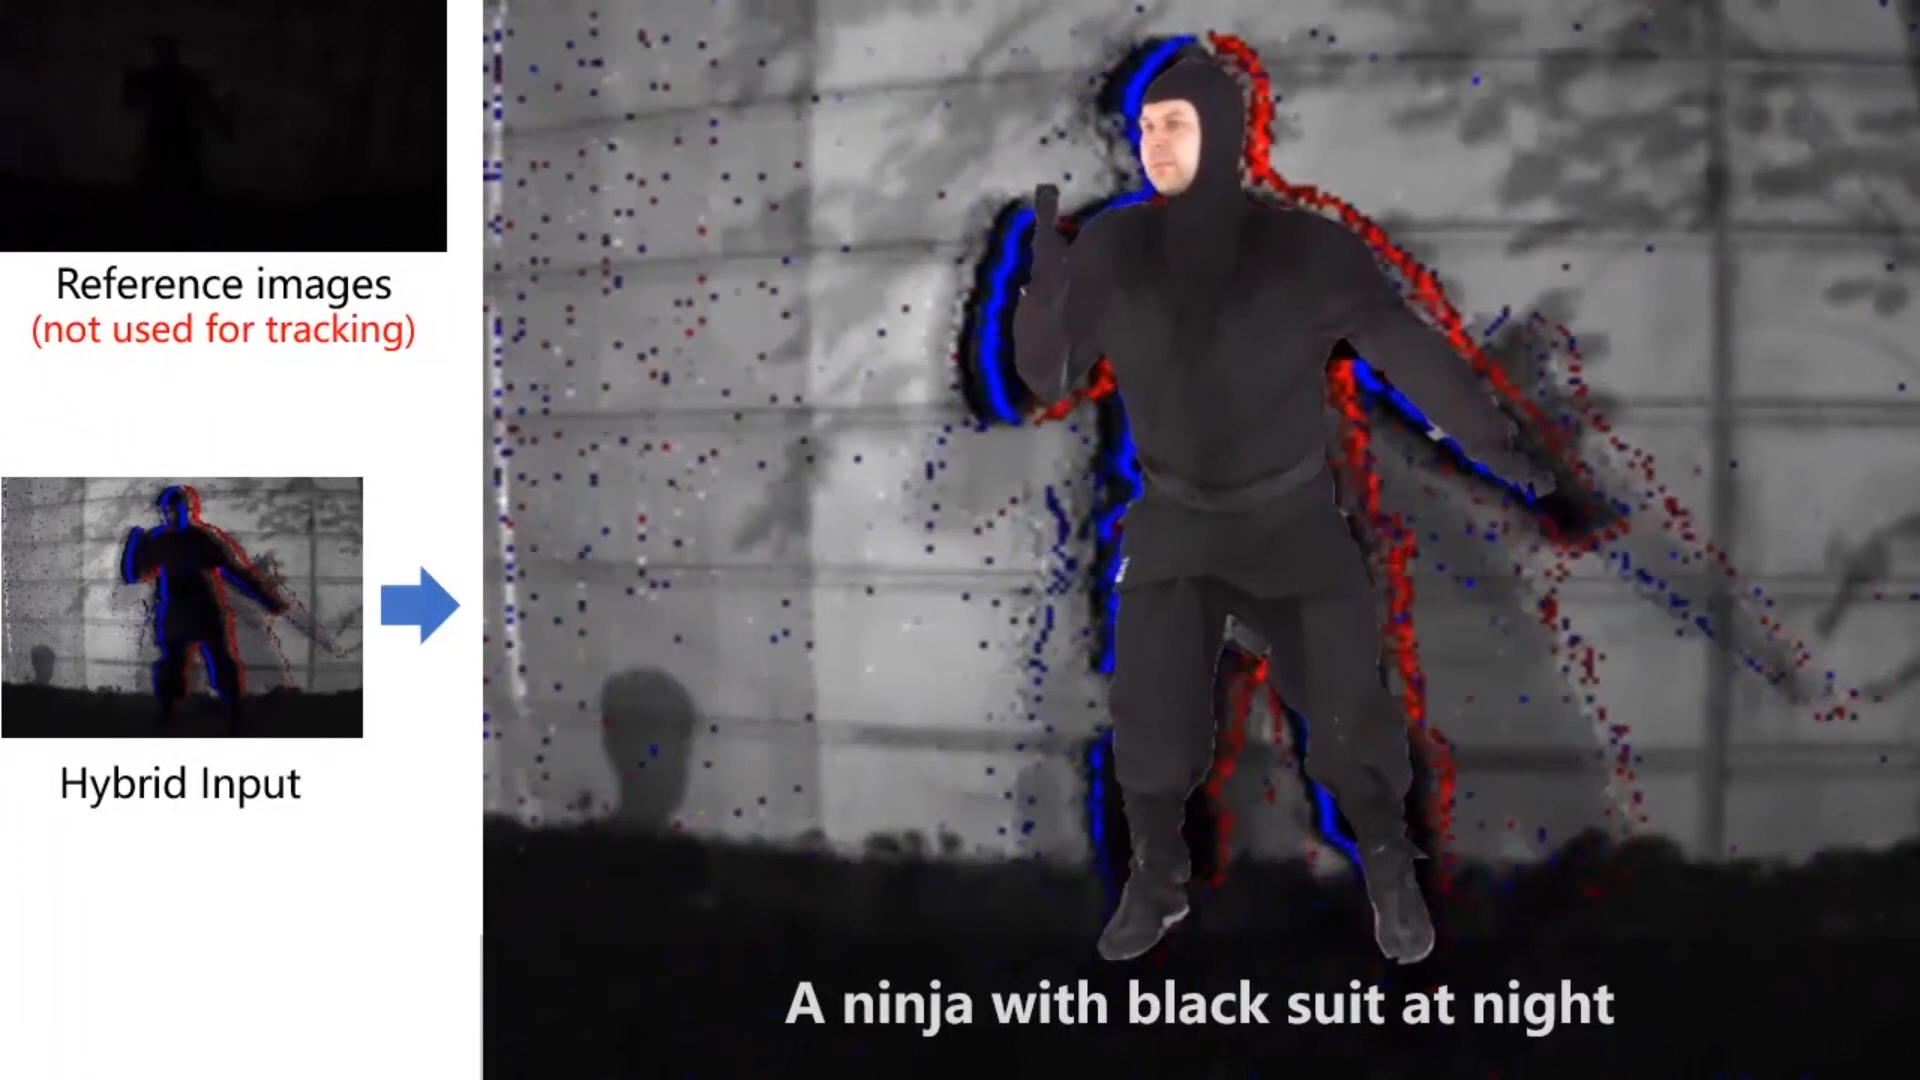 Reference images
(not used for tracking)
Hybrid Input
A ninja with black suit at night